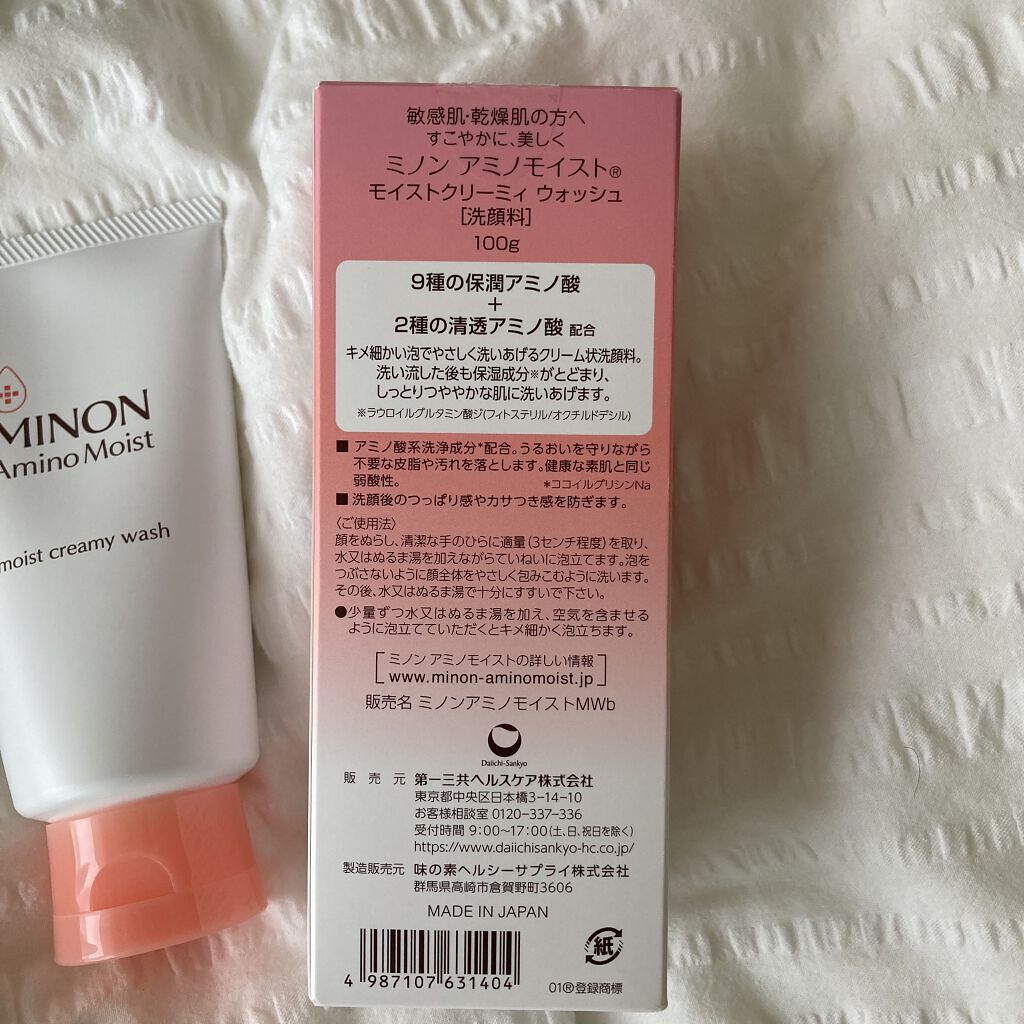 MINON
Amino Moist
moist creamy wash
敏感肌・乾燥肌の方へ
すこやかに、美しく
ミノン アミノモイスト®
モイストクリーミィ ウォッシュ
[洗顔料]
100g
9種の保潤アミノ酸
+
2種の清透アミノ酸 配合
キメ細かい泡でやさしく洗いあげるクリーム状洗顔料。
洗い流した後も保湿成分※がとどまり、
しっとりつややかな肌に洗いあげます。
※ラウロイルグルタミン酸ジ(フィトステリル/オクチルドデシル)
■ アミノ酸系洗浄成分*配合。うるおいを守りながら
不要な皮脂や汚れを落とします。健康な素肌と同じ
弱酸性。 *ココイルグリシンNa
■ 洗顔後のつっぱり感やカサつき感を防ぎます。
〈ご使用法〉
顔をぬらし、清潔な手のひらに適量(3センチ程度)を取り、
水又はぬるま湯を加えながらていねいに泡立てます。泡を
つぶさないように顔全体をやさしく包みこむように洗います。
その後、水又はぬるま湯で十分にすすいで下さい。
●少量ずつ水又はぬるま湯を加え、空気を含ませる
ように泡立てていただくとキメ細かく泡立ちます。
ミノン アミノモイストの詳しい情報
www.minon-aminomoist.jp
販売名 ミノンアミノモイストMWb
Daiichi-Sankyo
販売元 第一三共ヘルスケア株式会社
東京都中央区日本橋3-14-10
お客様相談室 0120-337-336
受付時間 9:00~17:00(土、日、祝日を除く)
https://www.daiichisankyo-hc.co.jp/
製造販売元 味の素ヘルシーサプライ株式会社
群馬県高崎市倉賀野町3606
MADE IN JAPAN
4 987107 631404
紙
01®登録商標